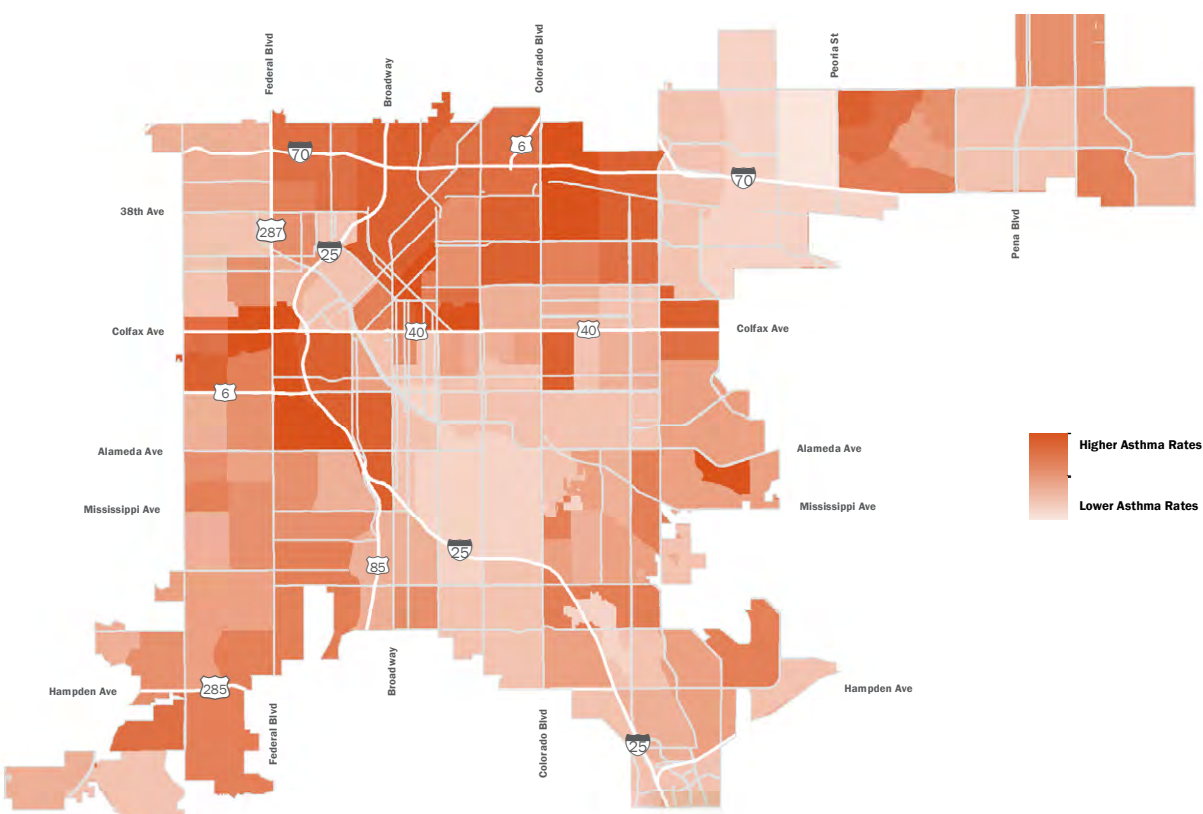 Federal Blvd
Broadway
Colorado Blvd
Peoria St
6
70
70
38th Ave
287
25
Pena Blvd
Colfax Ave
40
40
Colfax Ave
6
Alameda Ave
Alameda Ave
Higher Asthma Rates
Lower Asthma Rates
Mississippi Ave
Mississippi Ave
25
85
Broadway
Hampden Ave
285
Hampden Ave
Federal Blvd
Colorado Blvd
25